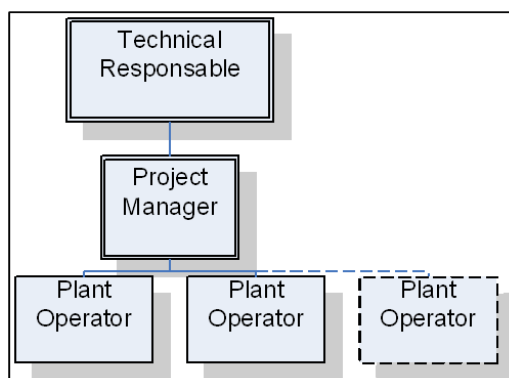 Technical
Responsable
Project
Manager
Plant
Operator
Plant
Operator
Plant
Operator